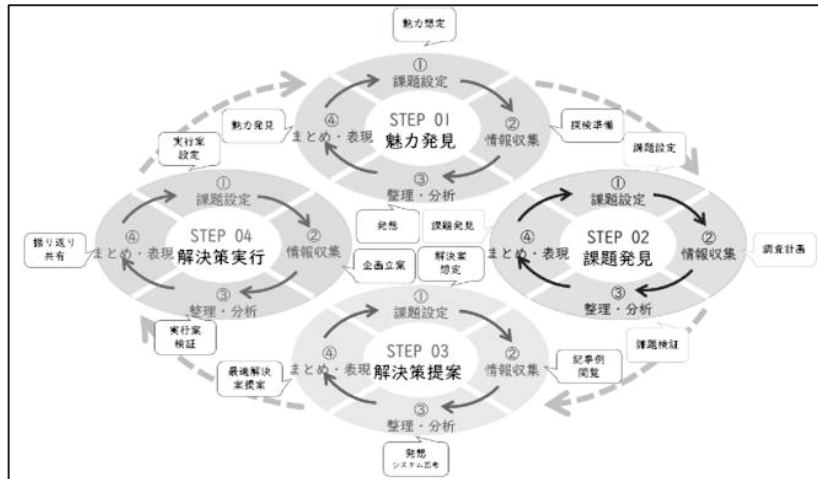 魅力想定
①
課題設定
④
まとめ・表現
STEP 01
魅力発見
②
情報収集
③
整理・分析
魅力発見
探検準備
発想
実行案
設定
課題設定
①
課題設定
④
まとめ・表現
STEP 04
解決策実行
②
情報収集
③
整理・分析
振り返り
共有
企画立案
実行案
検証
課題発見
①
課題設定
④
まとめ・表現
STEP 02
課題発見
②
情報収集
③
整理・分析
調査計画
課題検証
解決案
想定
①
課題設定
④
まとめ・表現
STEP 03
解決策提案
②
情報収集
③
整理・分析
最適解決
案提案
記事例
閲覧
発想
システム思考